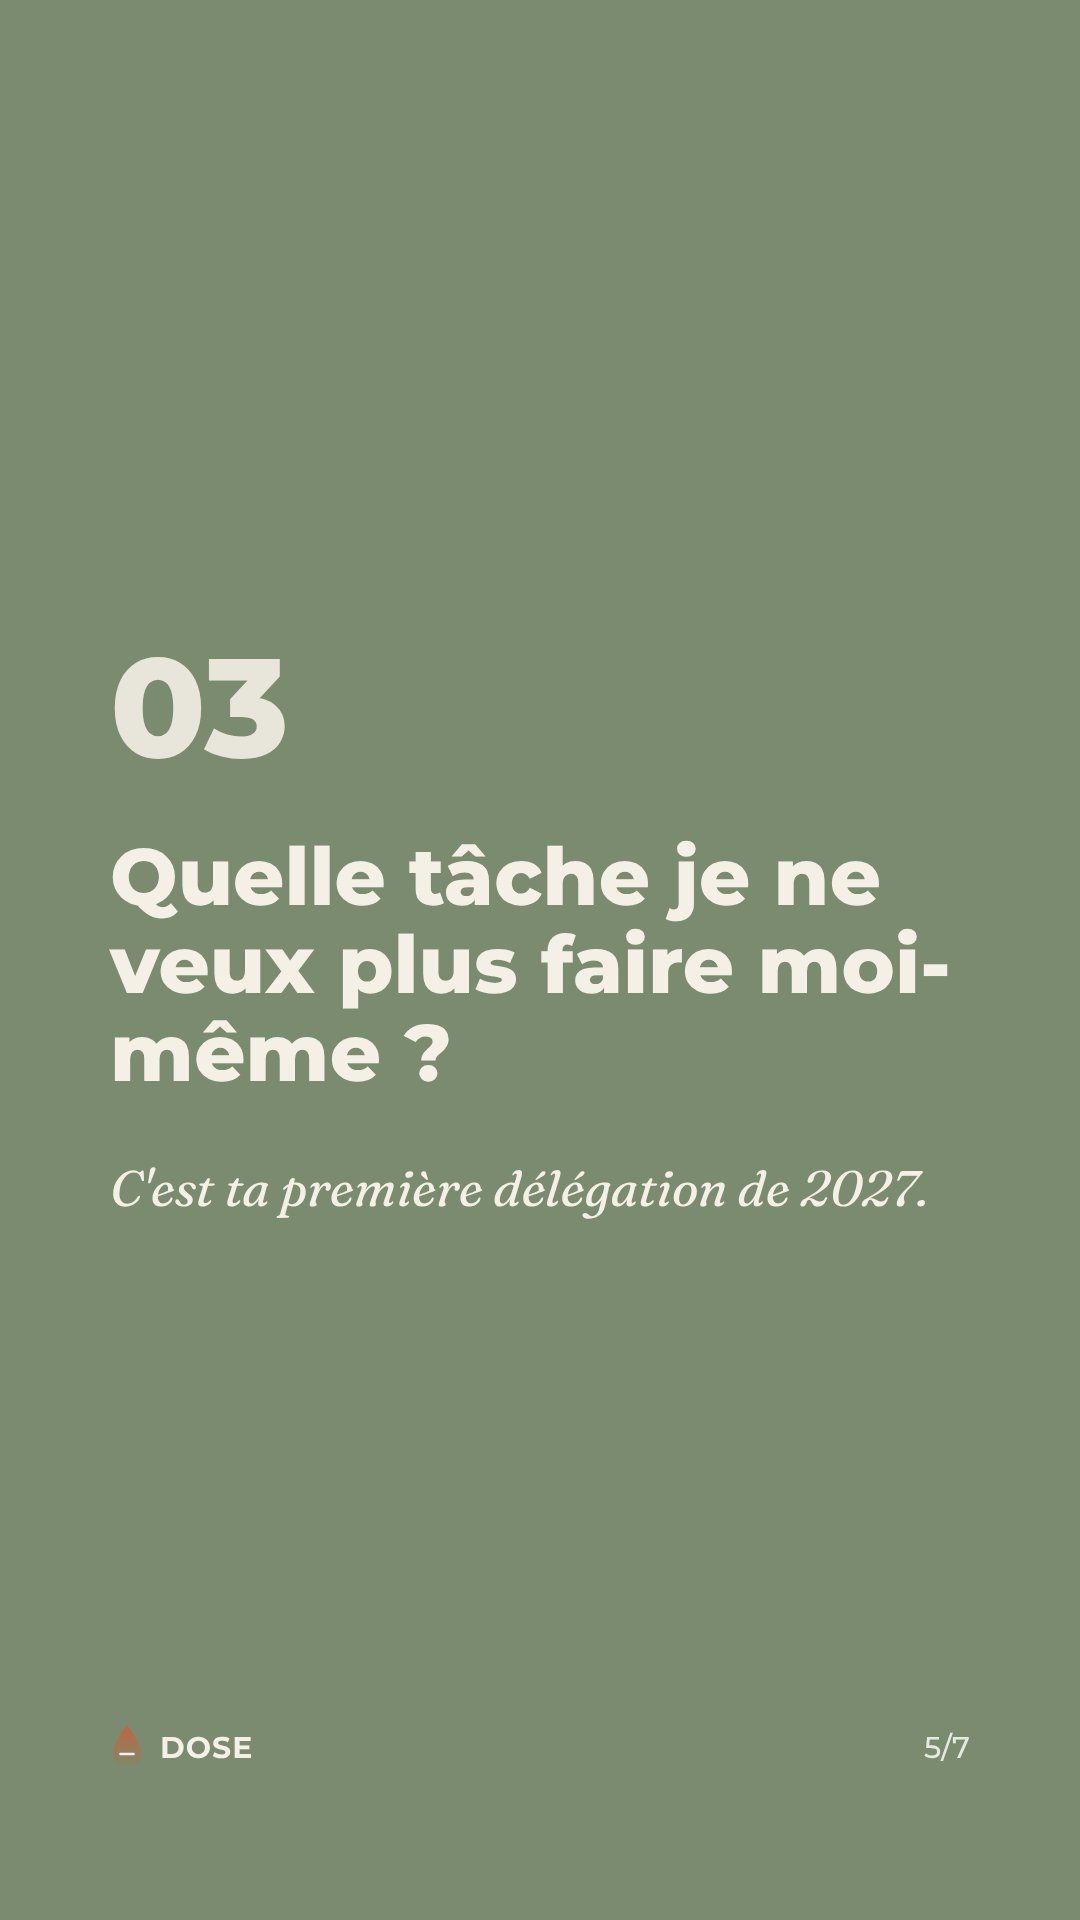 03
Quelle tâche je ne
veux plus faire moi-
même ?
C'est ta première délégation de 2027.
DOSE
5/7